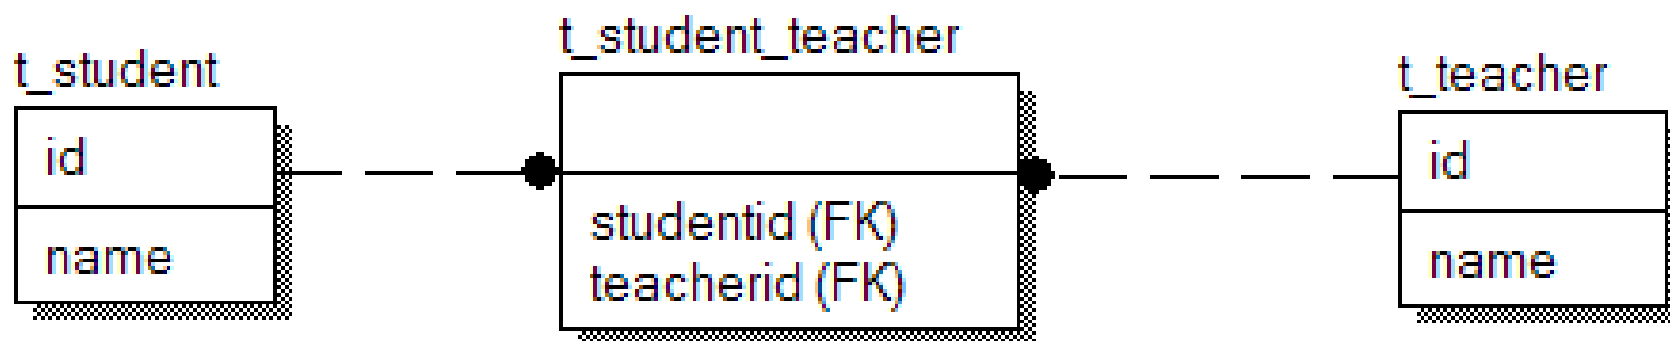 t_student
id
name
t_student_teacher
studentid (FK)
teacherid (FK)
t_teacher
id
name